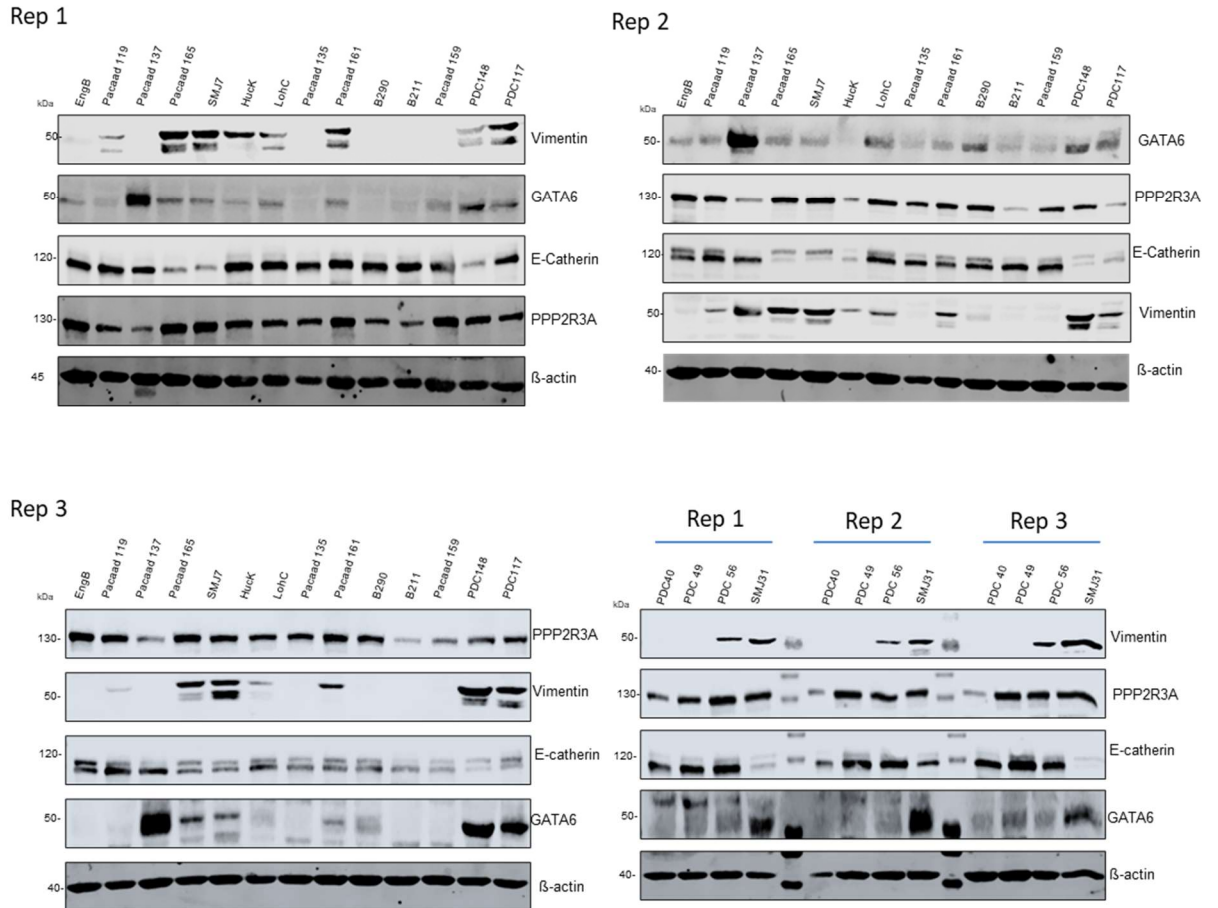 Rep 1
EngB Pacaad 119 Pacaad 137 Pacaad 165 SMJ7 HucK LohC Pacaad 135 Pacaad 161 B290 B211 Pacaad 159 PDC148 PDC117
kDa
50- Vimentin
50- GATA6
120- E-Catherin
130- PPP2R3A
45 ß-actin
Rep 2
EngB Pacaad 119 Pacaad 137 Pacaad 165 SMJ7 HucK LohC Pacaad 135 Pacaad 161 B290 B211 Pacaad 159 PDC148 PDC117
kDa
50- GATA6
130- PPP2R3A
120- E-Catherin
50- Vimentin
40- ß-actin
Rep 3
EngB Pacaad 119 Pacaad 137 Pacaad 165 SMJ7 HucK LohC Pacaad 135 Pacaad 161 B290 B211 Pacaad 159 PDC148 PDC117
kDa
130- PPP2R3A
50- Vimentin
120- E-catherin
50- GATA6
40- ß-actin
Rep 1 Rep 2 Rep 3
PDC40 PDC 49 PDC 56 SMJ31 PDC40 PDC 49 PDC 56 SMJ31 PDC 40 PDC 49 PDC 56 SMJ31
kDa
50- Vimentin
130- PPP2R3A
120- E-catherin
50- GATA6
40- ß-actin